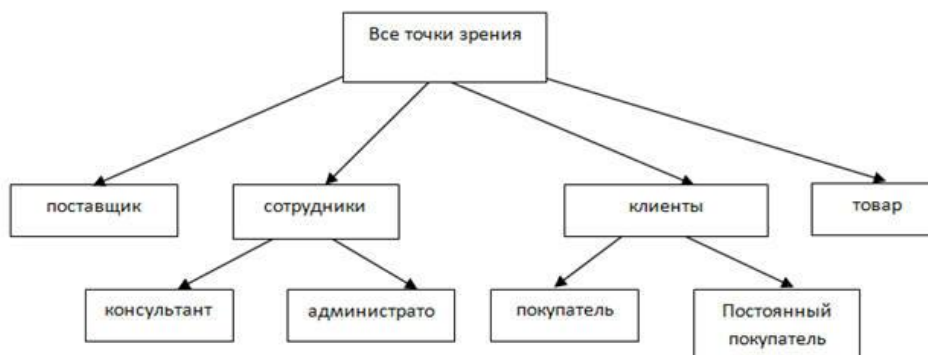 Все точки зрения
поставщик
сотрудники
клиенты
товар
консультант
администрато
покупатель
Постоянный
покупатель